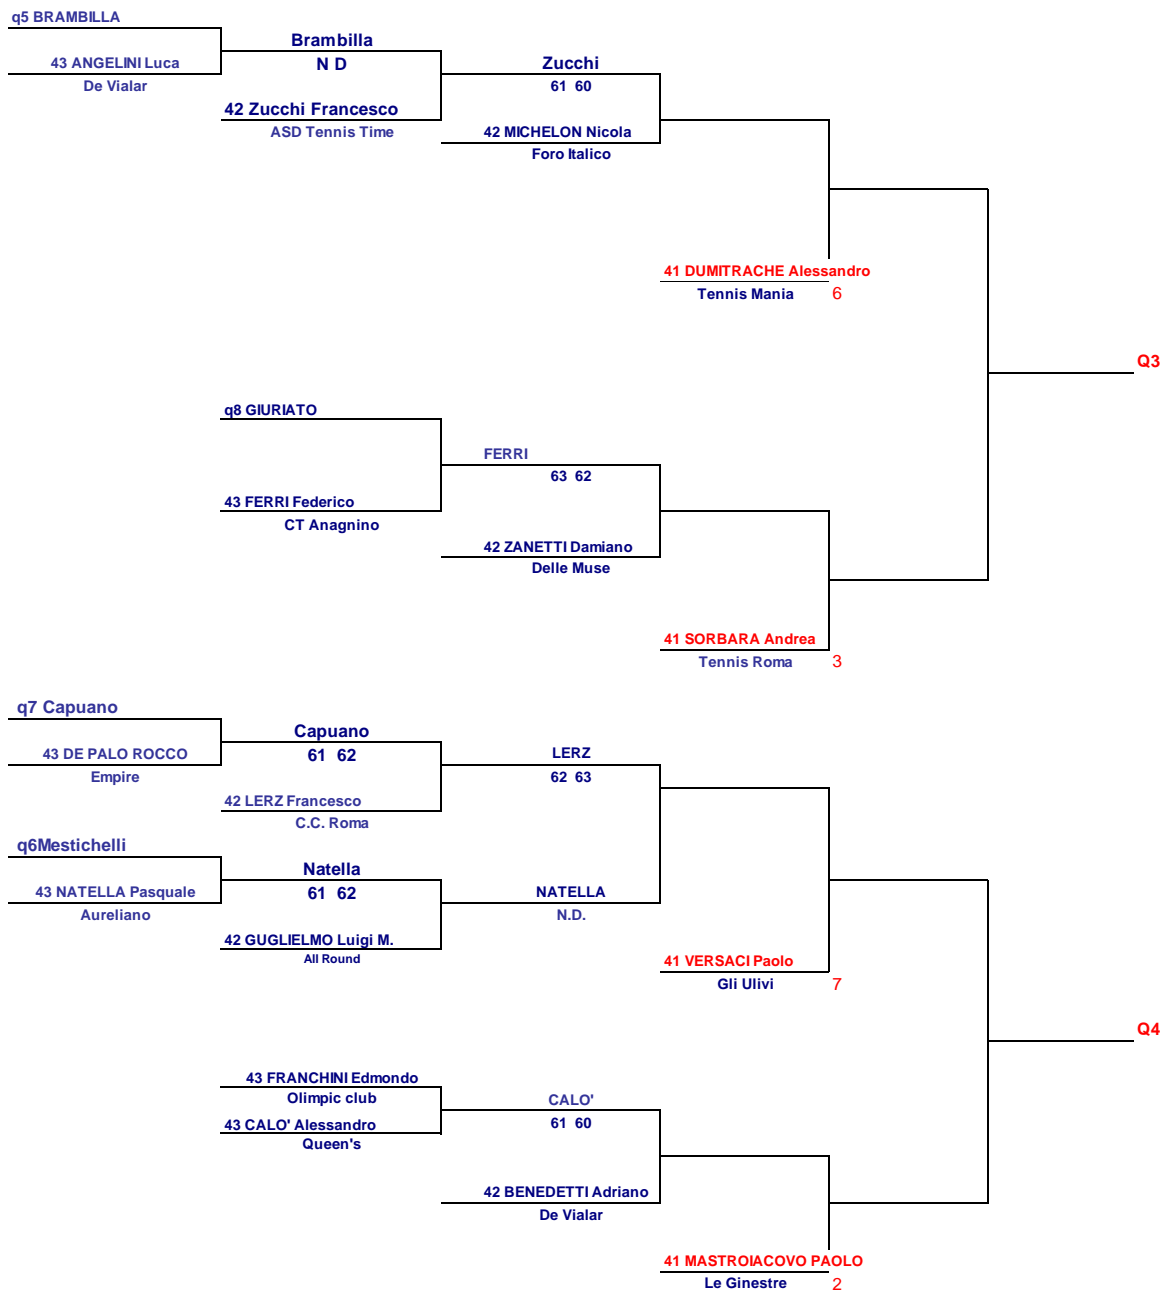 q5 BRAMBILLA
Brambilla
43 ANGELINI Luca
N D
Zucchi
De Vialar
61 60
42 Zucchi Francesco
ASD Tennis Time
42 MICHELON Nicola
Foro Italico
41 DUMITRACHE Alessandro
Tennis Mania
6
Q3
q8 GIURIATO
FERRI
63 62
43 FERRI Federico
CT Anagnino
42 ZANETTI Damiano
Delle Muse
41 SORBARA Andrea
Tennis Roma
3
q7 Capuano
Capuano
43 DE PALO ROCCO
61 62
LERZ
Empire
62 63
42 LERZ Francesco
C.C. Roma
q6Mestichelli
Natella
43 NATELLA Pasquale
61 62
NATELLA
Aureliano
N.D.
42 GUGLIELMO Luigi M.
All Round
41 VERSACI Paolo
Gli Ulivi
7
Q4
43 FRANCHINI Edmondo
Olimpic club
CALO'
43 CALO' Alessandro
61 60
Queen's
42 BENEDETTI Adriano
De Vialar
41 MASTROIACOVO PAOLO
Le Ginestre
2